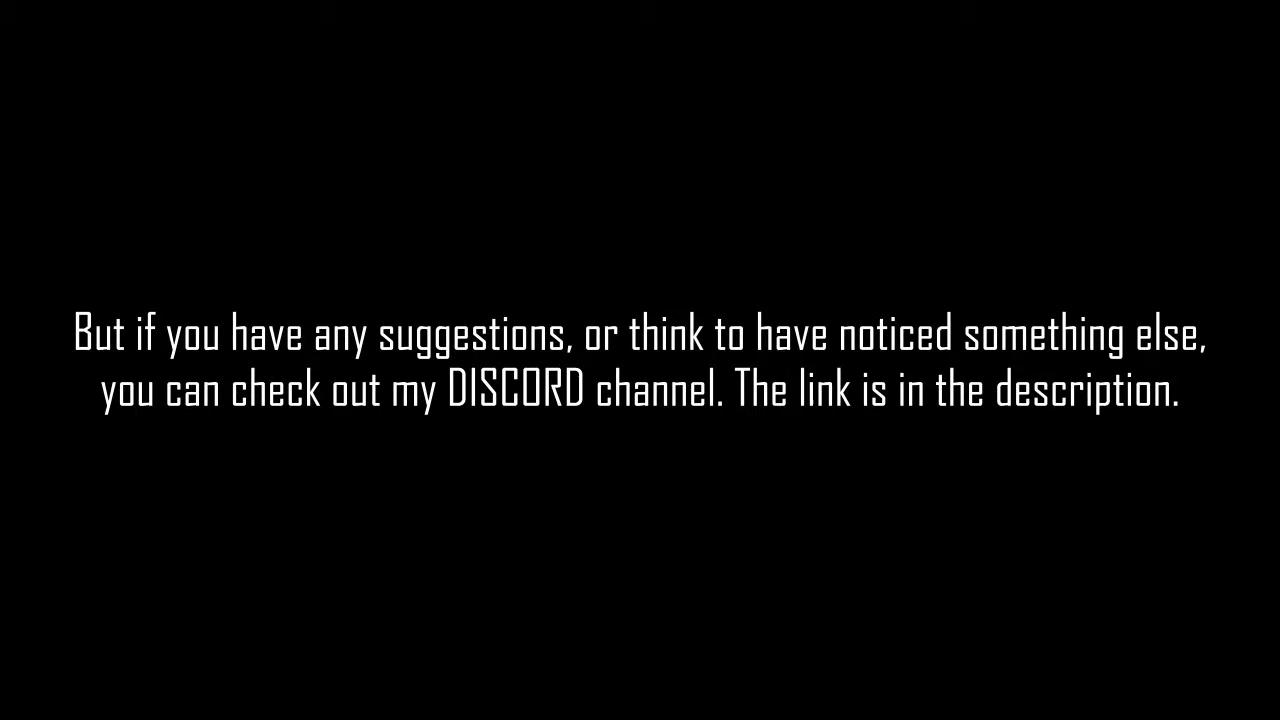 But if you have any suggestions, or think to have noticed something else,
you can check out my DISCORD channel. The link is in the description.